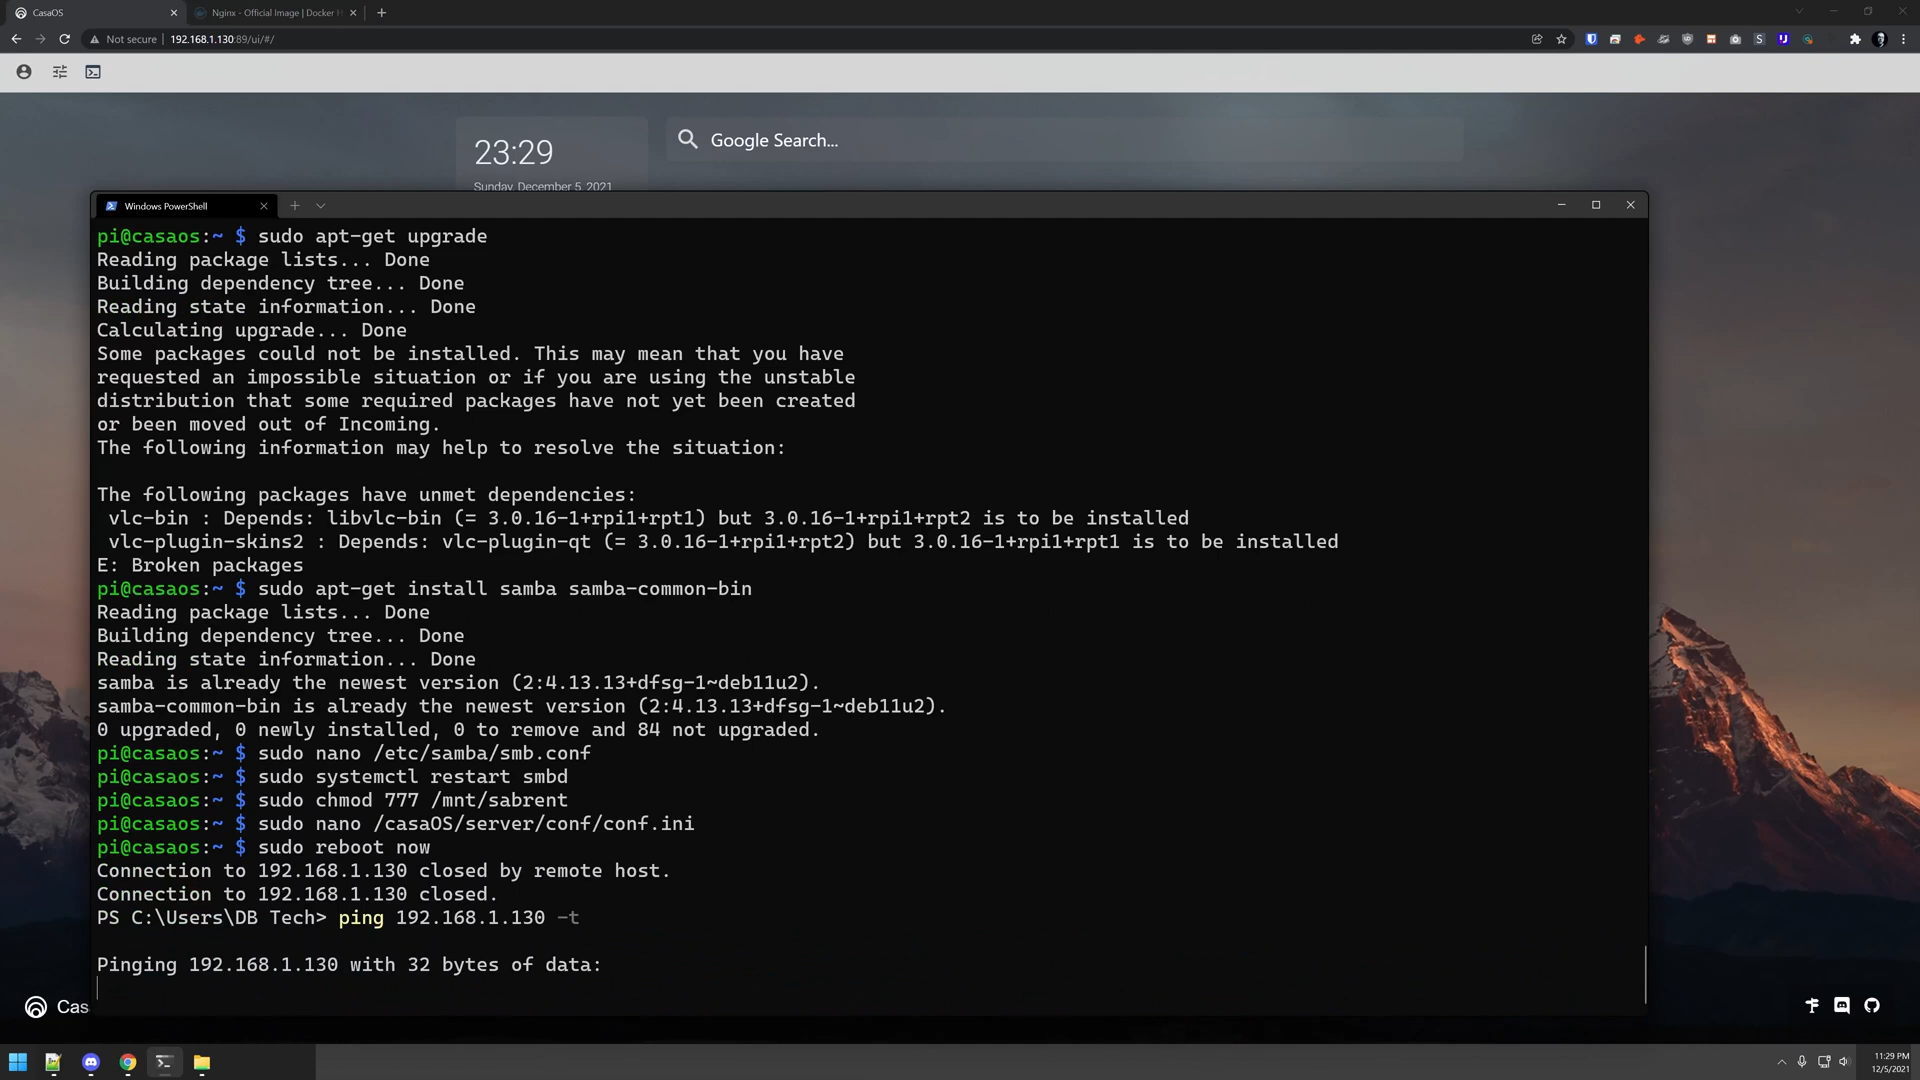 CasaOS
Nginx - Official Image | Docker H
Not secure
192.168.1.130:89/ui/#/
23:29
Google Search...
Sunday, December 5, 2021
Windows PowerShell
pi@casaos:~ $ sudo apt-get upgrade
Reading package lists... Done
Building dependency tree... Done
Reading state information... Done
Calculating upgrade... Done
Some packages could not be installed. This may mean that you have
requested an impossible situation or if you are using the unstable
distribution that some required packages have not yet been created
or been moved out of Incoming.
The following information may help to resolve the situation:
The following packages have unmet dependencies:
vlc-bin : Depends: libvlc-bin (= 3.0.16-1+rpi1+rpt1) but 3.0.16-1+rpi1+rpt2 is to be installed
vlc-plugin-skins2 : Depends: vlc-plugin-qt (= 3.0.16-1+rpi1+rpt2) but 3.0.16-1+rpi1+rpt1 is to be installed
E: Broken packages
pi@casaos:~ $ sudo apt-get install samba samba-common-bin
Reading package lists... Done
Building dependency tree... Done
Reading state information... Done
samba is already the newest version (2:4.13.13+dfsg-1~deb11u2).
samba-common-bin is already the newest version (2:4.13.13+dfsg-1~deb11u2).
0 upgraded, 0 newly installed, 0 to remove and 84 not upgraded.
pi@casaos:~ $ sudo nano /etc/samba/smb.conf
pi@casaos:~ $ sudo systemctl restart smbd
pi@casaos:~ $ sudo chmod 777 /mnt/sabrent
pi@casaos:~ $ sudo nano /casaOS/server/conf/conf.ini
pi@casaos:~ $ sudo reboot now
Connection to 192.168.1.130 closed by remote host.
Connection to 192.168.1.130 closed.
PS C:\Users\DB Tech> ping 192.168.1.130 -t
Pinging 192.168.1.130 with 32 bytes of data:
Cas
11:29 PM
12/5/2021